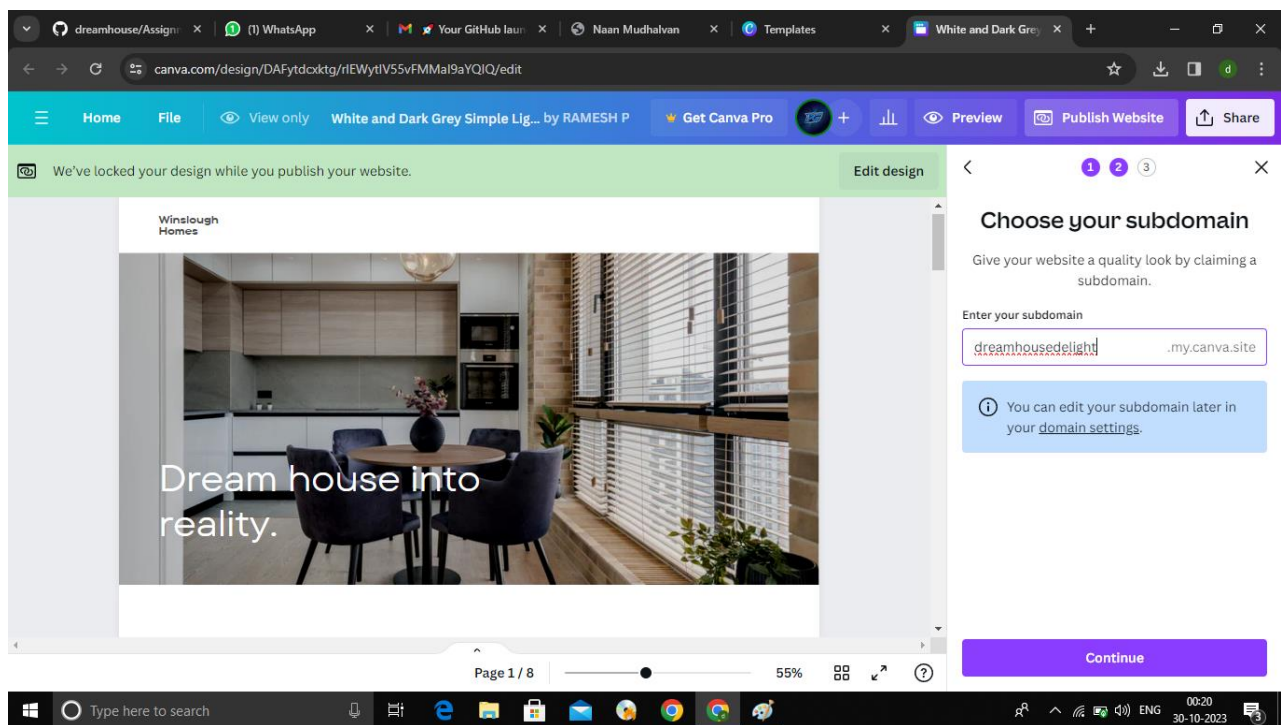 dreamhouse/Assignm
(1) WhatsApp
Your GitHub laun
Naan Mudhalvan
Templates
White and Dark Grey
canva.com/design/DAFytdcxktg/rlEWytlV55vFMMal9aYQIQ/edit
d
Home File View only White and Dark Grey Simple Lig... by RAMESH P Get Canva Pro + Preview Publish Website Share
We've locked your design while you publish your website. Edit design
1 2 3
Winslough
Homes
Dream house into
reality.
Choose your subdomain
Give your website a quality look by claiming a
subdomain.
Enter your subdomain
dreamhousedelight .my.canva.site
You can edit your subdomain later in
your domain settings.
Continue
Page 1 / 8 55%
Type here to search
ENG
00:20
30-10-2023
3